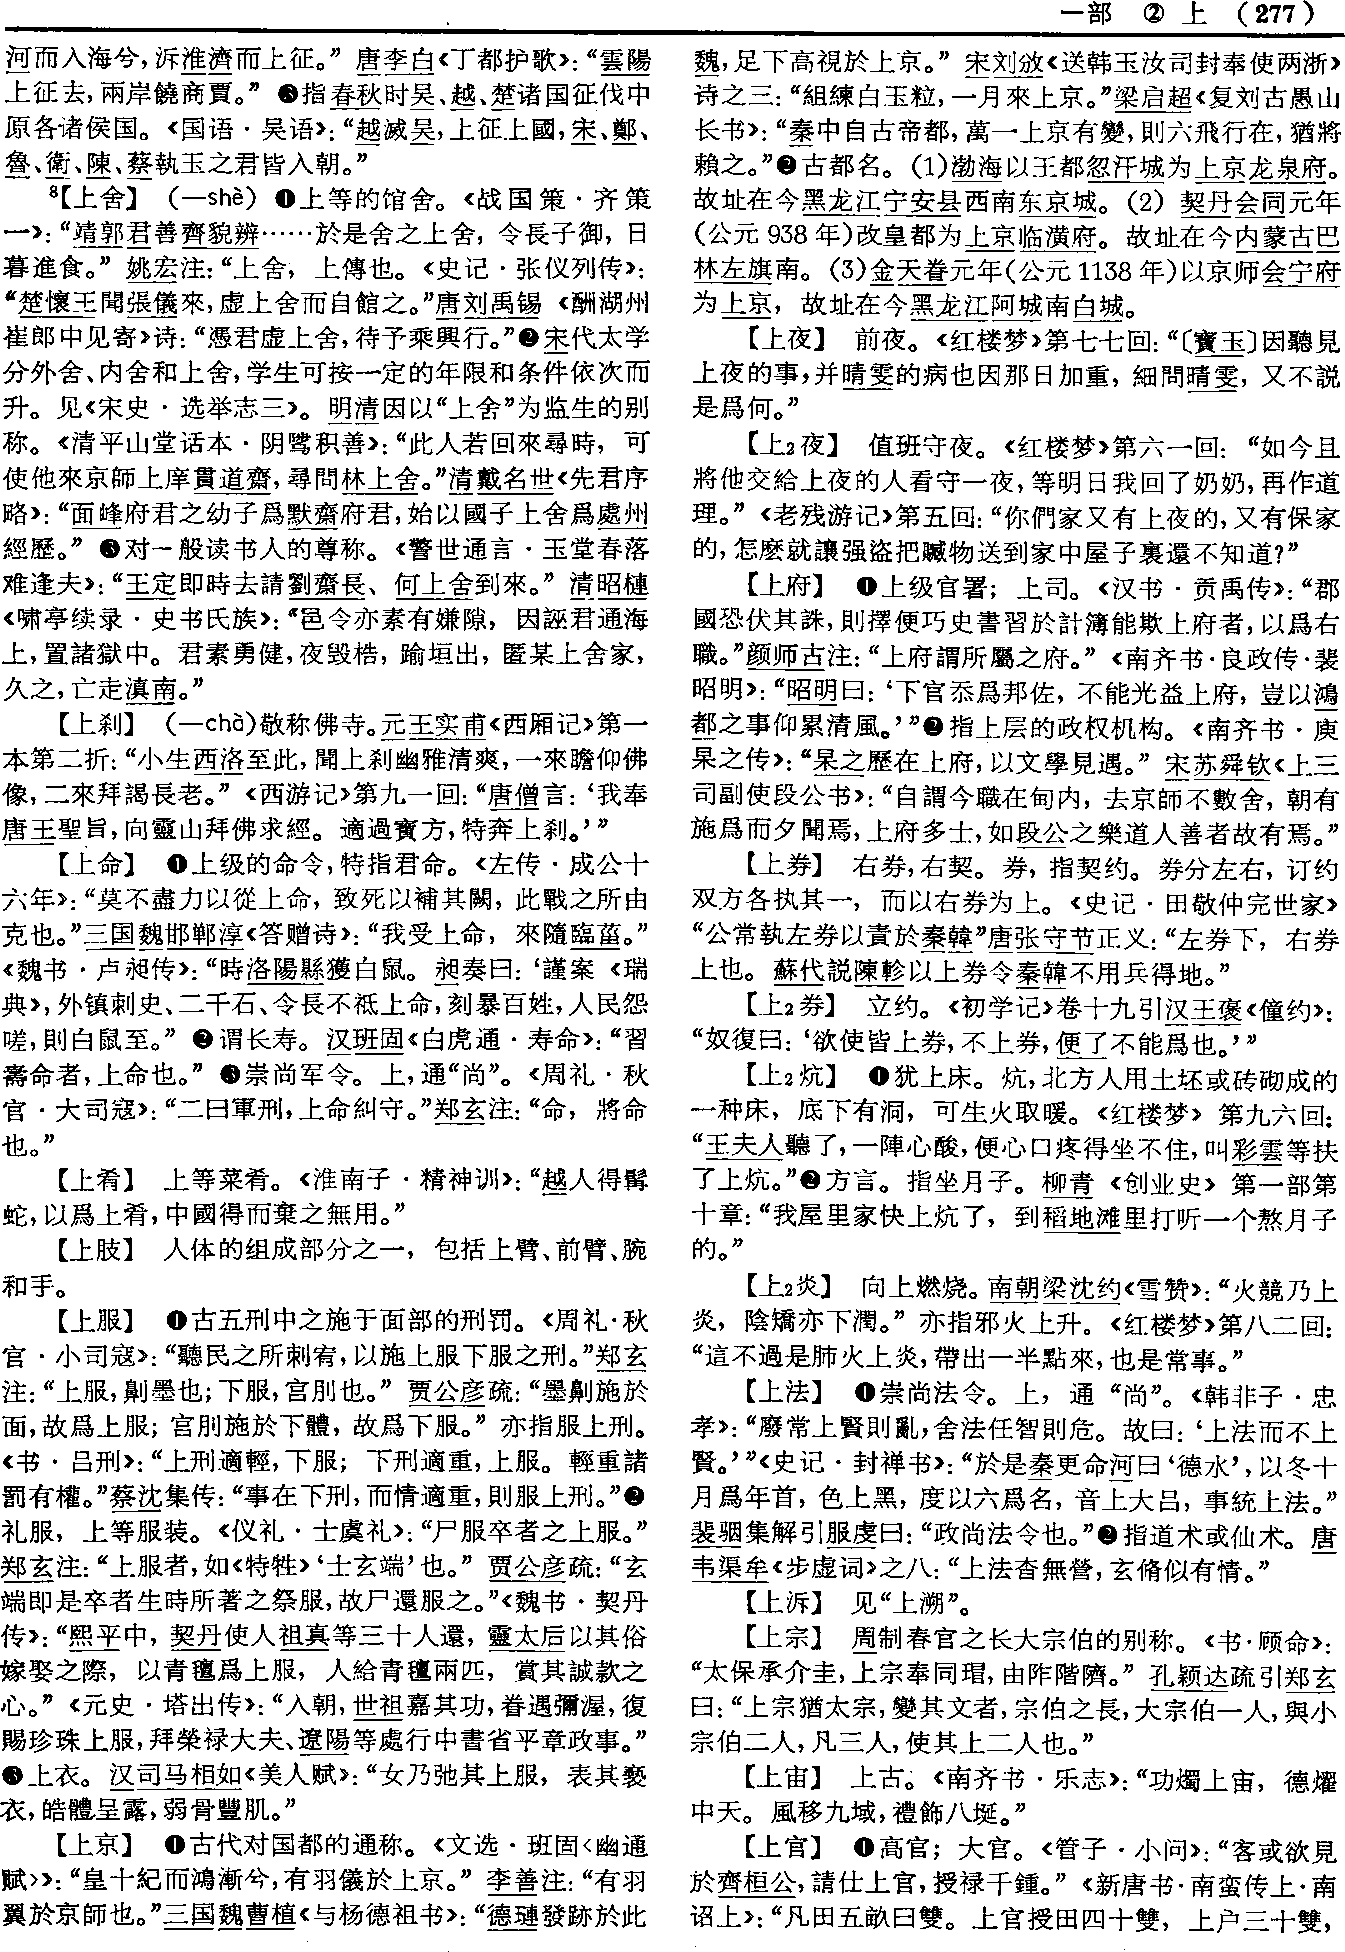 一部 ② 上 （277）
河而入海兮，泝淮濟而上征。”唐李白《丁都护歌》：“雲陽
上征去，兩岸饒商賈。”❸指春秋时吴、越、楚诸国征伐中
原各诸侯国。《国语·吴语》：“越滅吴，上征上國，宋、鄭、
魯、衛、陳、蔡執玉之君皆入朝。”
⁸【上舍】（—shè）❶上等的馆舍。《战国策·齐策
一》：“靖郭君善齊貌辨……於是舍之上舍，令長子御，日
暮進食。”姚宏注：“上舍，上傳也。《史记·张仪列传》：
“楚懷王聞張儀來，虚上舍而自館之。”唐刘禹锡《酬湖州
崔郎中见寄》诗：“憑君虚上舍，待予乘興行。”❷宋代太学
分外舍、内舍和上舍，学生可按一定的年限和条件依次而
升。见《宋史·选举志三》。明清因以“上舍”为监生的别
称。《清平山堂话本·阴骘积善》：“此人若回來尋時，可
使他來京師上庠貫道齋，尋問林上舍。”清戴名世《先君序
略》：“面峰府君之幼子爲默齋府君，始以國子上舍爲處州
經歷。”❸对一般读书人的尊称。《警世通言·玉堂春落
难逢夫》：“王定即時去請劉齋長、何上舍到來。”清昭槤
《啸亭续录·史书氏族》：“邑令亦素有嫌隙，因誣君通海
上，置諸獄中。君素勇健，夜毁梏，踰垣出，匿某上舍家，
久之，亡走滇南。”
【上刹】（—chà）敬称佛寺。元王实甫《西厢记》第一
本第二折：“小生西洛至此，聞上刹幽雅清爽，一來瞻仰佛
像，二來拜謁長老。”《西游记》第九一回：“唐僧言：‘我奉
唐王聖旨，向靈山拜佛求經。適過寳方，特奔上刹。’”
【上命】❶上级的命令，特指君命。《左传·成公十
六年》：“莫不盡力以從上命，致死以補其闕，此戰之所由
克也。”三国魏邯郸淳《答赠诗》：“我受上命，來隨臨菑。”
《魏书·卢昶传》：“時洛陽縣獲白鼠。昶奏曰：‘謹案《瑞
典》，外镇刺史、二千石、令長不祗上命，刻暴百姓，人民怨
嗟，則白鼠至。”❷谓长寿。汉班固《白虎通·寿命》：“習
壽命者，上命也。”❸崇尚军令。上，通“尚”。《周礼·秋
官·大司寇》：“二曰軍刑，上命糾守。”郑玄注：“命，將命
也。”
【上肴】 上等菜肴。《淮南子·精神训》：“越人得髯
蛇，以爲上肴，中國得而棄之無用。”
【上肢】 人体的组成部分之一，包括上臂、前臂、腕
和手。
【上服】❶古五刑中之施于面部的刑罚。《周礼·秋
官·小司寇》：“聽民之所刺宥，以施上服下服之刑。”郑玄
注：“上服，劓墨也；下服，宫刖也。”贾公彦疏：“墨劓施於
面，故爲上服；宫刖施於下體，故爲下服。”亦指服上刑。
《书·吕刑》：“上刑適輕，下服；下刑適重，上服。輕重諸
罰有權。”蔡沈集传：“事在下刑，而情適重，則服上刑。”❷
礼服，上等服装。《仪礼·士虞礼》：“尸服卒者之上服。”
郑玄注：“上服者，如《特牲》‘士玄端’也。”贾公彦疏：“玄
端即是卒者生時所著之祭服，故尸還服之。”《魏书·契丹
传》：“熙平中，契丹使人祖真等三十人還，靈太后以其俗
嫁娶之際，以青氊爲上服，人給青氊兩匹，賞其誠款之
心。”《元史·塔出传》：“入朝，世祖嘉其功，眷遇彌渥，復
賜珍珠上服，拜榮禄大夫、遼陽等處行中書省平章政事。”
❸上衣。汉司马相如《美人赋》：“女乃弛其上服，表其褻
衣，皓體呈露，弱骨豐肌。”
【上京】❶古代对国都的通称。《文选·班固〈幽通
赋〉》：“皇十紀而鴻漸兮，有羽儀於上京。”李善注：“有羽
翼於京師也。”三国魏曹植《与杨德祖书》：“德璉發跡於此
魏，足下高視於上京。”宋刘攽《送韩玉汝司封奉使两浙》
诗之三：“組練白玉粒，一月來上京。”梁启超《复刘古愚山
长书》：“秦中自古帝都，萬一上京有變，則六飛行在，猶將
賴之。”❷古都名。（1）渤海以王都忽汗城为上京龙泉府。
故址在今黑龙江宁安县西南东京城。（2）契丹会同元年
（公元938年）改皇都为上京临潢府。故址在今内蒙古巴
林左旗南。（3）金天眷元年（公元1138年）以京师会宁府
为上京，故址在今黑龙江阿城南白城。
【上夜】 前夜。《红楼梦》第七七回：“〔寳玉〕因聽見
上夜的事，并晴雯的病也因那日加重，細問晴雯，又不説
是爲何。”
【上₂夜】 值班守夜。《红楼梦》第六一回：“如今且
將他交給上夜的人看守一夜，等明日我回了奶奶，再作道
理。”《老残游记》第五回：“你們家又有上夜的，又有保家
的，怎麽就讓强盗把贓物送到家中屋子裏還不知道？”
【上府】❶上级官署；上司。《汉书·贡禹传》：“郡
國恐伏其誅，則擇便巧史書習於計簿能欺上府者，以爲右
職。”颜师古注：“上府謂所屬之府。”《南齐书·良政传·裴
昭明》：“昭明曰：‘下官忝爲邦佐，不能光益上府，豈以鴻
都之事仰累清風。’”❷指上层的政权机构。《南齐书·庾
杲之传》：“杲之歷在上府，以文學見遇。”宋苏舜钦《上三
司副使段公书》：“自謂今職在甸内，去京師不數舍，朝有
施爲而夕聞焉，上府多士，如段公之樂道人善者故有焉。”
【上券】 右券，右契。券，指契约。券分左右，订约
双方各执其一，而以右券为上。《史记·田敬仲完世家》
“公常執左券以責於秦韓”唐张守节正义：“左券下，右券
上也。蘇代説陳軫以上券令秦韓不用兵得地。”
【上₂券】 立约。《初学记》卷十九引汉王褒《僮约》：
“奴復曰：‘欲使皆上券，不上券，便了不能爲也。’”
【上₂炕】❶犹上床。炕，北方人用土坯或砖砌成的
一种床，底下有洞，可生火取暖。《红楼梦》第九六回：
“王夫人聽了，一陣心酸，便心口疼得坐不住，叫彩雲等扶
了上炕。”❷方言。指坐月子。柳青《创业史》第一部第
十章：“我屋里家快上炕了，到稻地滩里打听一个熬月子
的。”
【上₂炎】 向上燃烧。南朝梁沈约《雪赞》：“火競乃上
炎，陰矯亦下潤。”亦指邪火上升。《红楼梦》第八二回：
“這不過是肺火上炎，帶出一半點來，也是常事。”
【上法】❶崇尚法令。上，通“尚”。《韩非子·忠
孝》：“廢常上賢則亂，舍法任智則危。故曰：‘上法而不上
賢。’”《史记·封禅书》：“於是秦更命河曰‘德水’，以冬十
月爲年首，色上黑，度以六爲名，音上大吕，事統上法。”
裴骃集解引服虔曰：“政尚法令也。”❷指道术或仙术。唐
韦渠牟《步虚词》之八：“上法杳無營，玄脩似有情。”
【上泝】 见“上溯”。
【上宗】 周制春官之长大宗伯的别称。《书·顾命》：
“太保承介圭，上宗奉同瑁，由阼階隮。”孔颖达疏引郑玄
曰：“上宗猶太宗，變其文者，宗伯之長，大宗伯一人，與小
宗伯二人，凡三人，使其上二人也。”
【上宙】 上古。《南齐书·乐志》：“功燭上宙，德燿
中天。風移九域，禮飾八埏。”
【上官】❶高官；大官。《管子·小问》：“客或欲見
於齊桓公，請仕上官，授禄千鍾。”《新唐书·南蛮传上·南
诏上》：“凡田五畝曰雙。上官授田四十雙，上户三十雙，